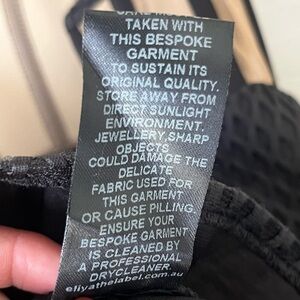 TAKEN WITH
THIS BESPOKE
GARMENT
TO SUSTAIN ITS
ORIGINAL QUALITY.
STORE AWAY FROM
DIRECT SUNLIGHT
ENVIRONMENT.
JEWELLERY,SHARP
OBJECTS
COULD DAMAGE THE
DELICATE
FABRIC USED FOR
THIS GARMENT
OR CAUSE PILLING.
ENSURE YOUR
BESPOKE GARMENT
IS CLEANED BY
A PROFESSIONAL
DRYCLEANER.
eliyathelabel.com.au